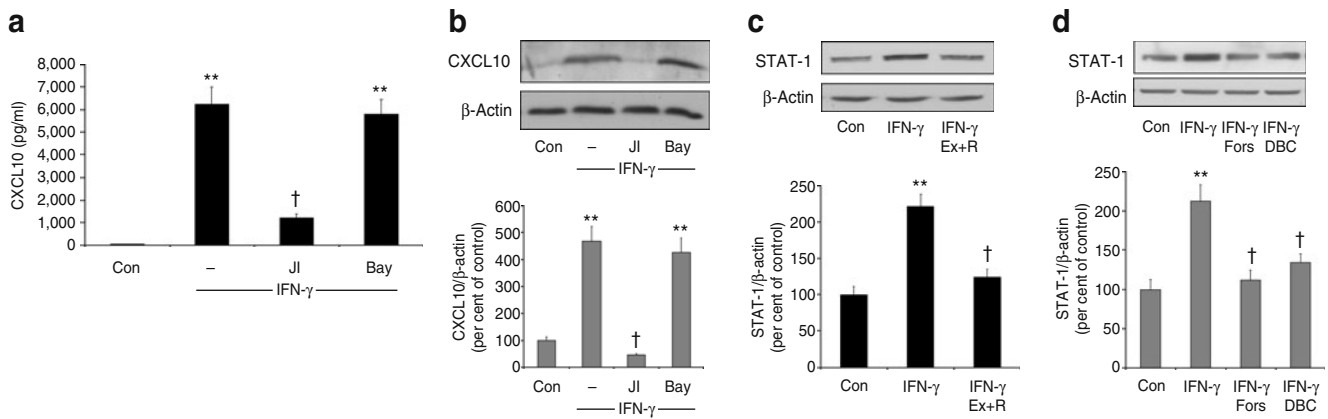 a
CXCL10 (pg/ml)
8,000
7,000
6,000
5,000
4,000
3,000
2,000
1,000
0
**
†
**
Con
–
JI
Bay
IFN-γ
b
CXCL10
β-Actin
Con
–
JI
Bay
IFN-γ
CXCL10/β-actin
(per cent of control)
600
500
400
300
200
100
0
**
†
**
Con
–
JI
Bay
IFN-γ
c
STAT-1
β-Actin
Con
IFN-γ
IFN-γ
Ex+R
STAT-1/β-actin
(per cent of control)
250
200
150
100
50
0
**
†
Con
IFN-γ
IFN-γ
Ex+R
d
STAT-1
β-Actin
Con
IFN-γ
IFN-γ
Fors
IFN-γ
DBC
STAT-1/β-actin
(per cent of control)
250
200
150
100
50
0
**
†
†
Con
IFN-γ
IFN-γ
Fors
IFN-γ
DBC